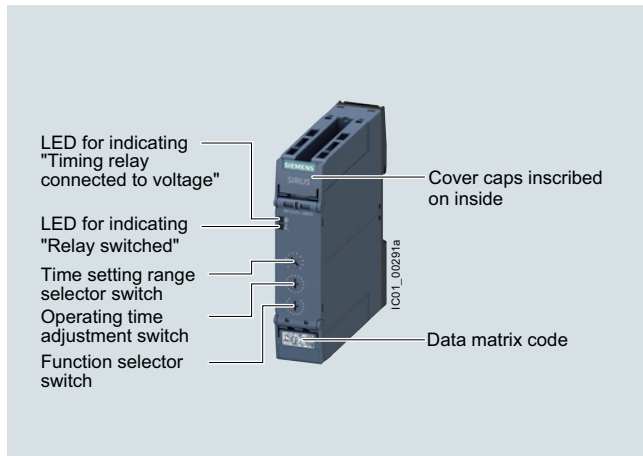 LED for indicating
"Timing relay
connected to voltage"
LED for indicating
"Relay switched"
Time setting range
selector switch
Operating time
adjustment switch
Function selector
switch
SIEMENS
SIRIUS
Cover caps inscribed
on inside
IC01_00291a
Data matrix code